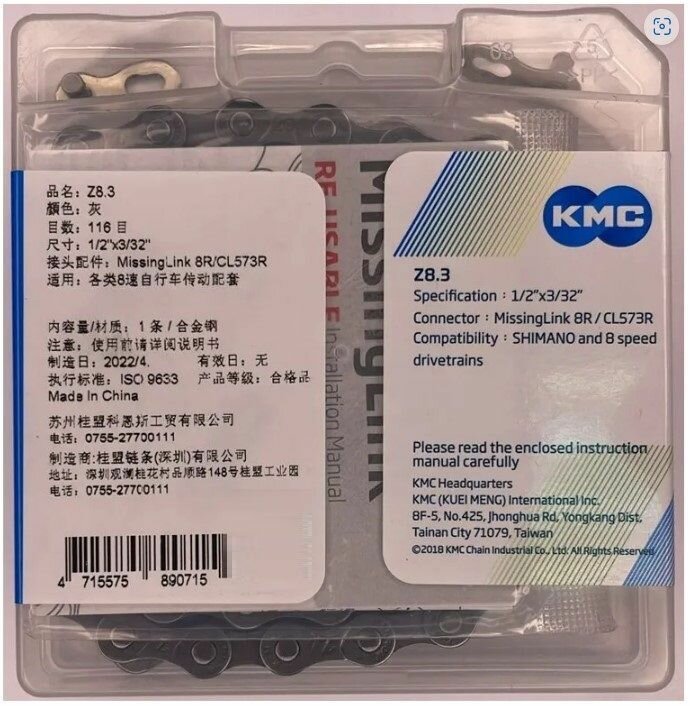 品名：Z8.3
颜色：灰
目数：116 目
尺寸：1/2"x3/32"
接头配件：MissingLink 8R/CL573R
适用：各类8速自行车传动配套
内容量/材质：1 条 / 合金钢
注意：使用前请详阅说明书
制造日：2022/4. 有效日：无
执行标准：ISO 9633 产品等级：合格品
Made In China
苏州桂盟科恩斯工贸有限公司
电话：0755-27700111
制造商:桂盟链条(深圳)有限公司
地址：深圳观澜桂花村品顺路148号桂盟工业园
电话：0755-27700111
4 715575 890715
RE-USABLE Installation Manual
MissingLink
KMC
Z8.3
Specification：1/2”x3/32”
Connector：MissingLink 8R / CL573R
Compatibility：SHIMANO and 8 speed
drivetrains
Please read the enclosed instruction
manual carefully
KMC Headquarters
KMC (KUEI MENG) International Inc.
8F-5, No.425, Jhonghua Rd, Yongkang Dist,
Tainan City 71079, Taiwan
©2018 KMC Chain Industrial Co., Ltd. All Rights Reserved